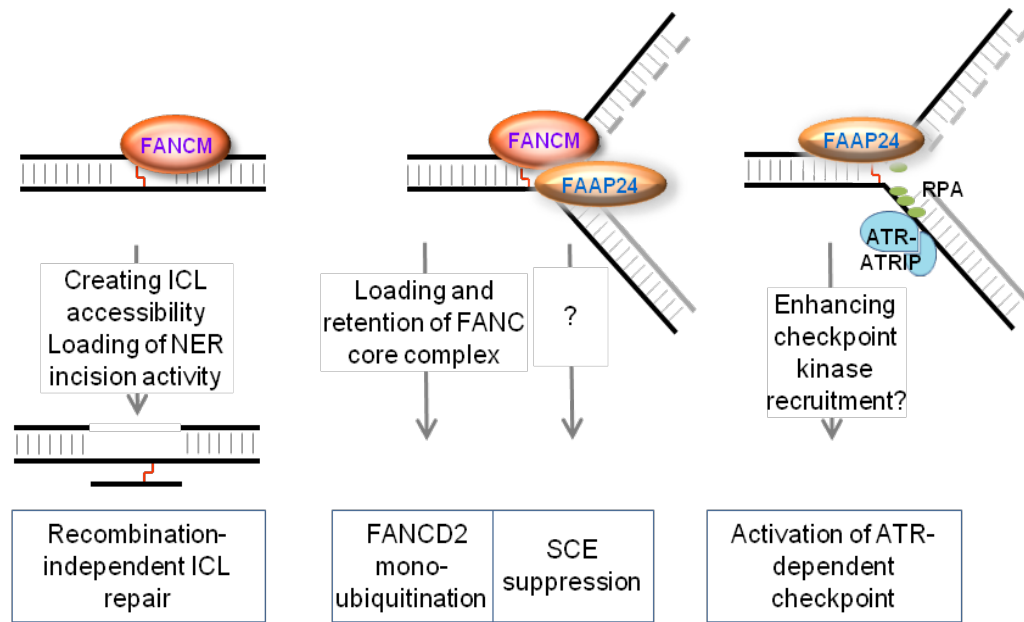 FANCM
Creating ICL
accessibility
Loading of NER
incision activity
Recombination-
independent ICL
repair
FANCM
FAAP24
Loading and
retention of FANC
core complex
?
FANCD2
mono-
ubiquitination
SCE
suppression
FAAP24
RPA
ATR-
ATRIP
Enhancing
checkpoint
kinase
recruitment?
Activation of ATR-
dependent
checkpoint